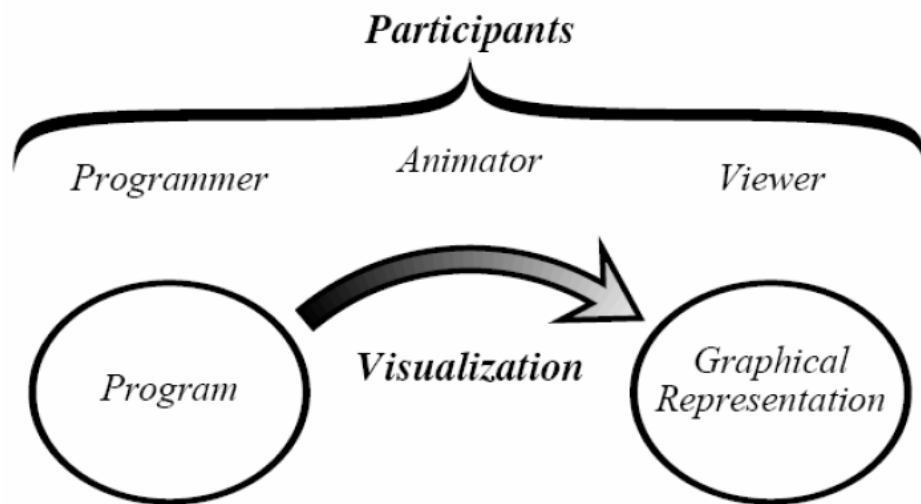 Participants
Programmer
Animator
Viewer
Program
Visualization
Graphical
Representation